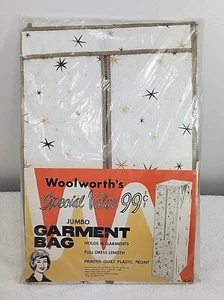 Woolworth's
Special Value 99¢
JUMBO
GARMENT
BAG
HOLDS 16 GARMENTS
FULL DRESS LENGTH
PRINTED QUILT PLASTIC FRONT